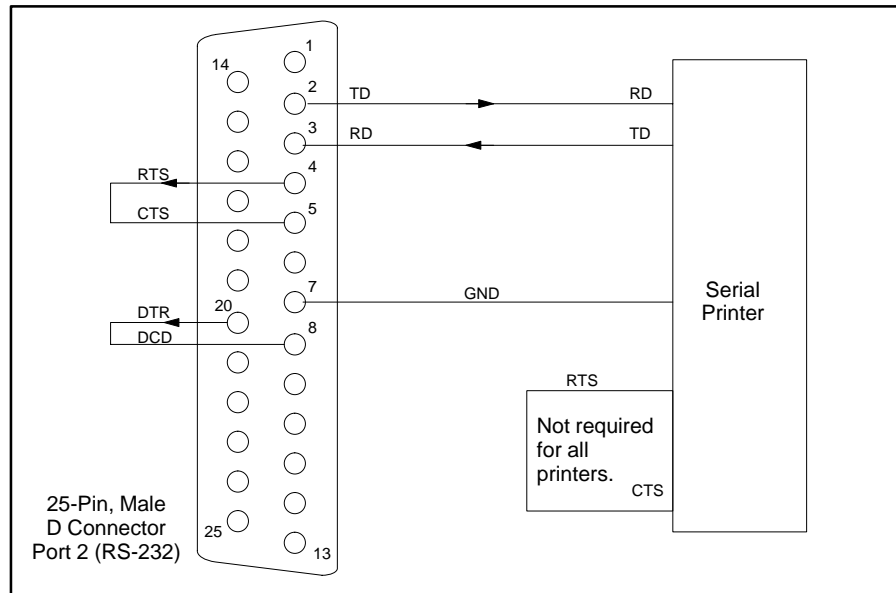 1
14
2
TD
RD
3
RD
TD
4
RTS
5
CTS
7
GND
Serial
Printer
20
DTR
8
DCD
RTS
Not required
for all
printers.
CTS
25-Pin, Male
D Connector
Port 2 (RS-232)
25
13